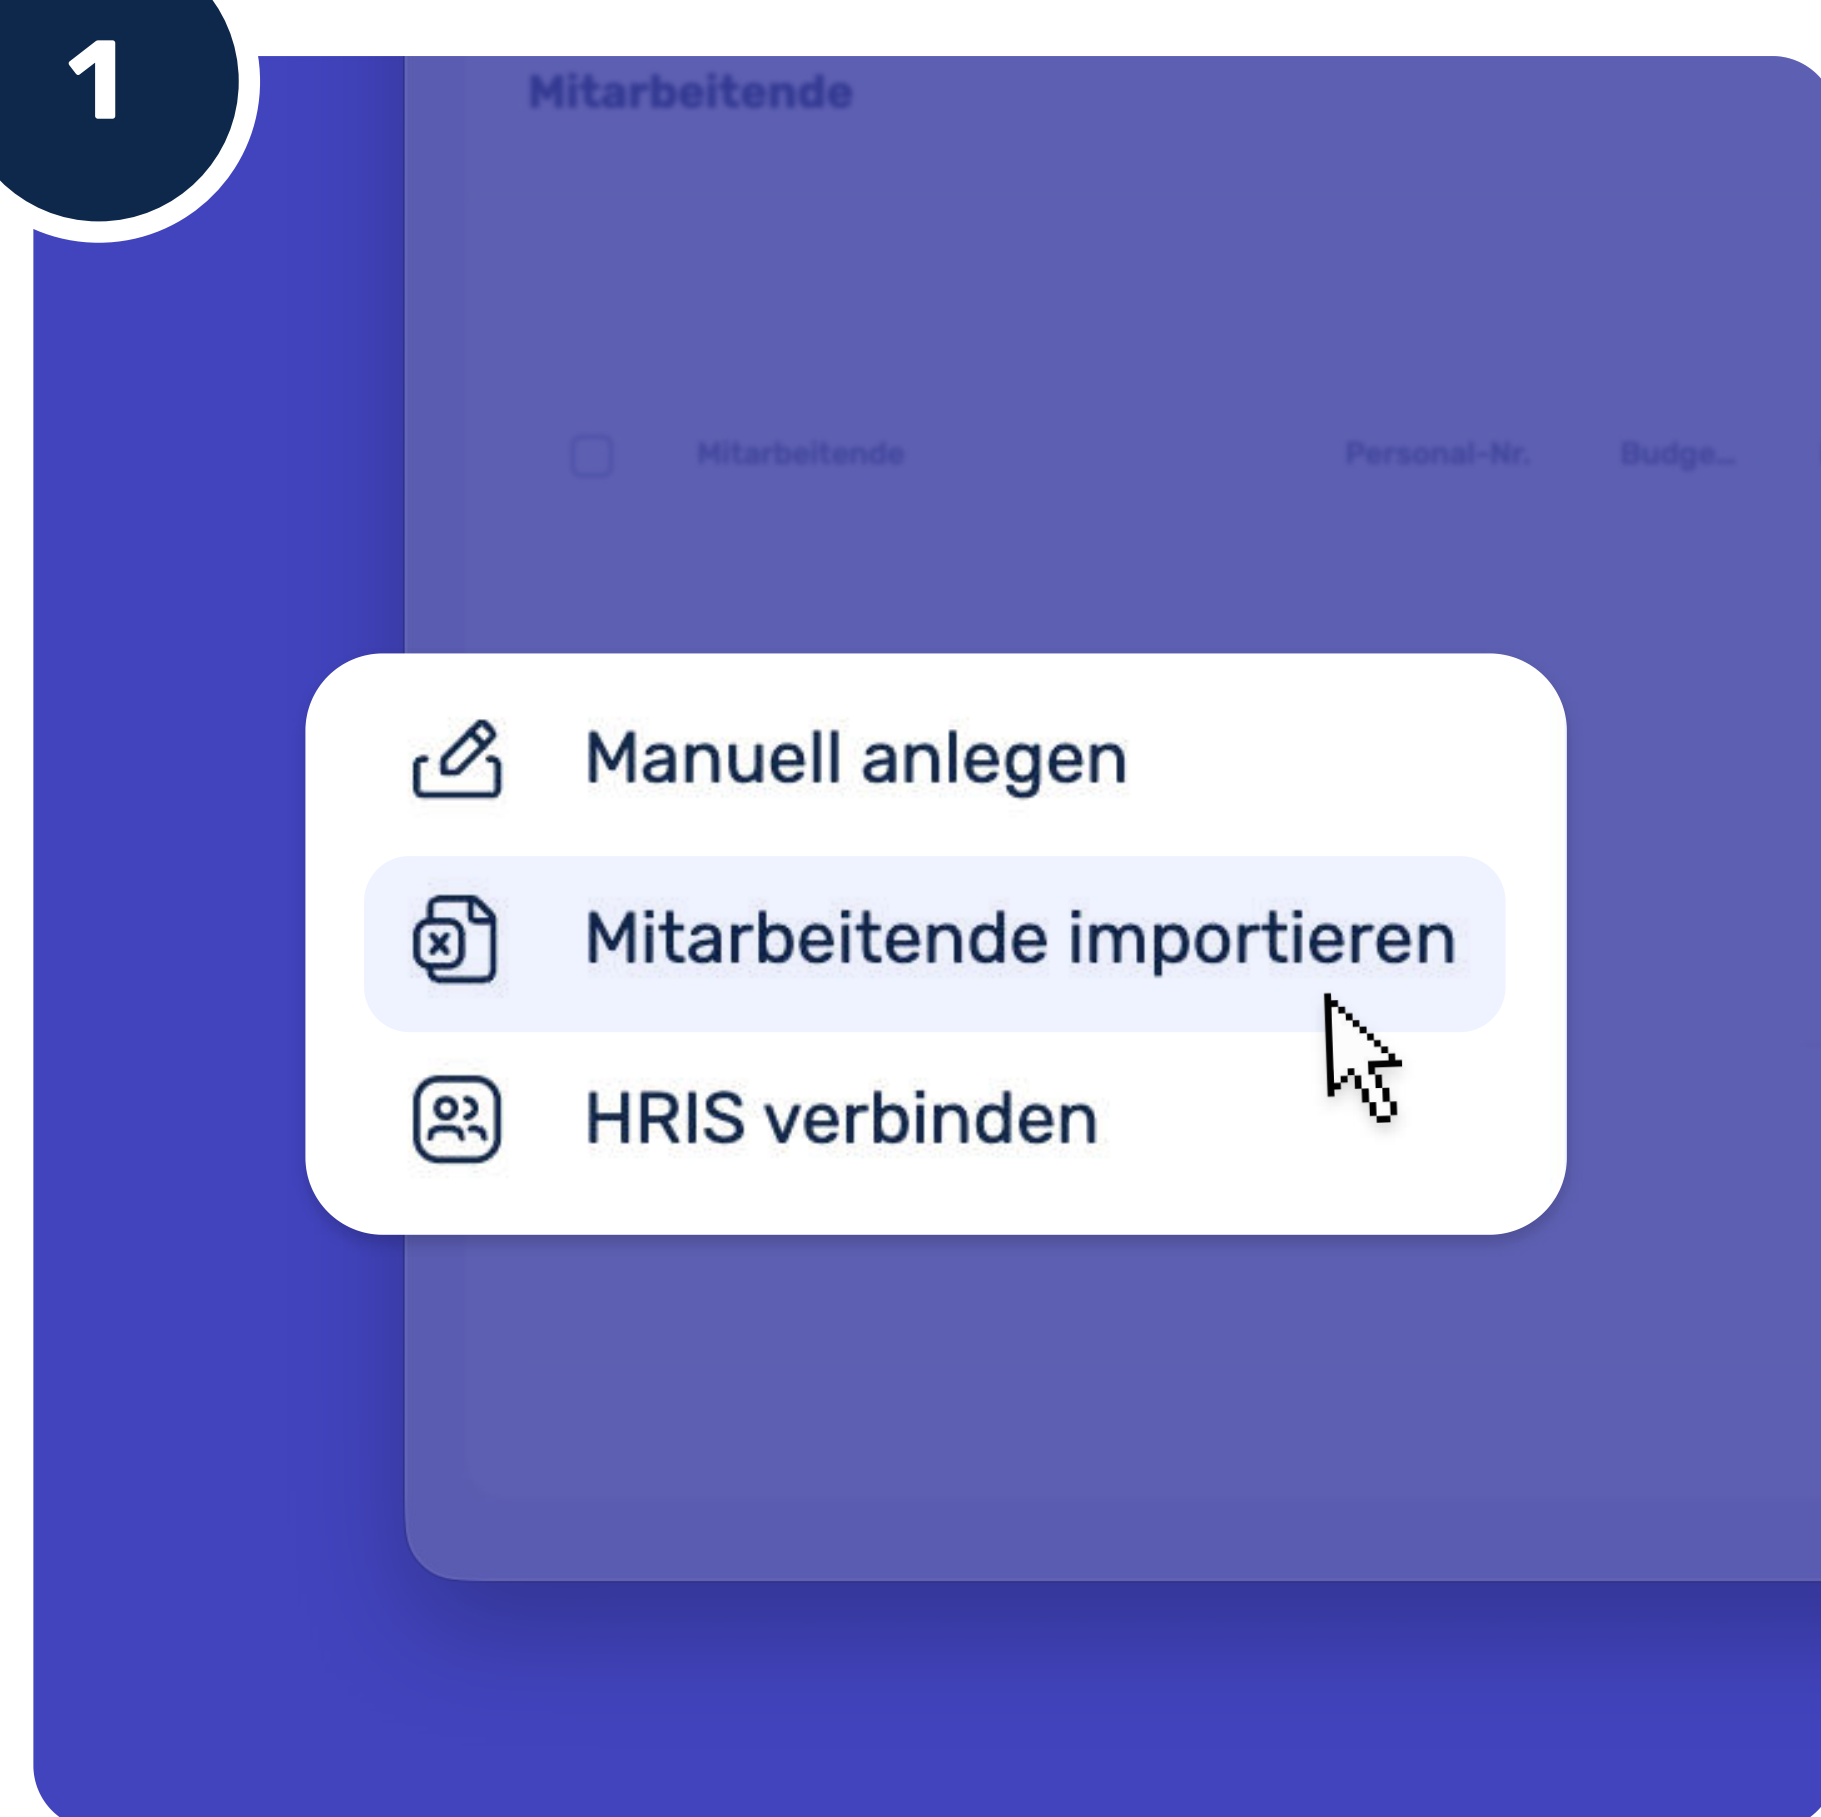 1
Mitarbeitende
Mitarbeitende Personal-Nr. Budge...
Manuell anlegen
Mitarbeitende importieren
HRIS verbinden